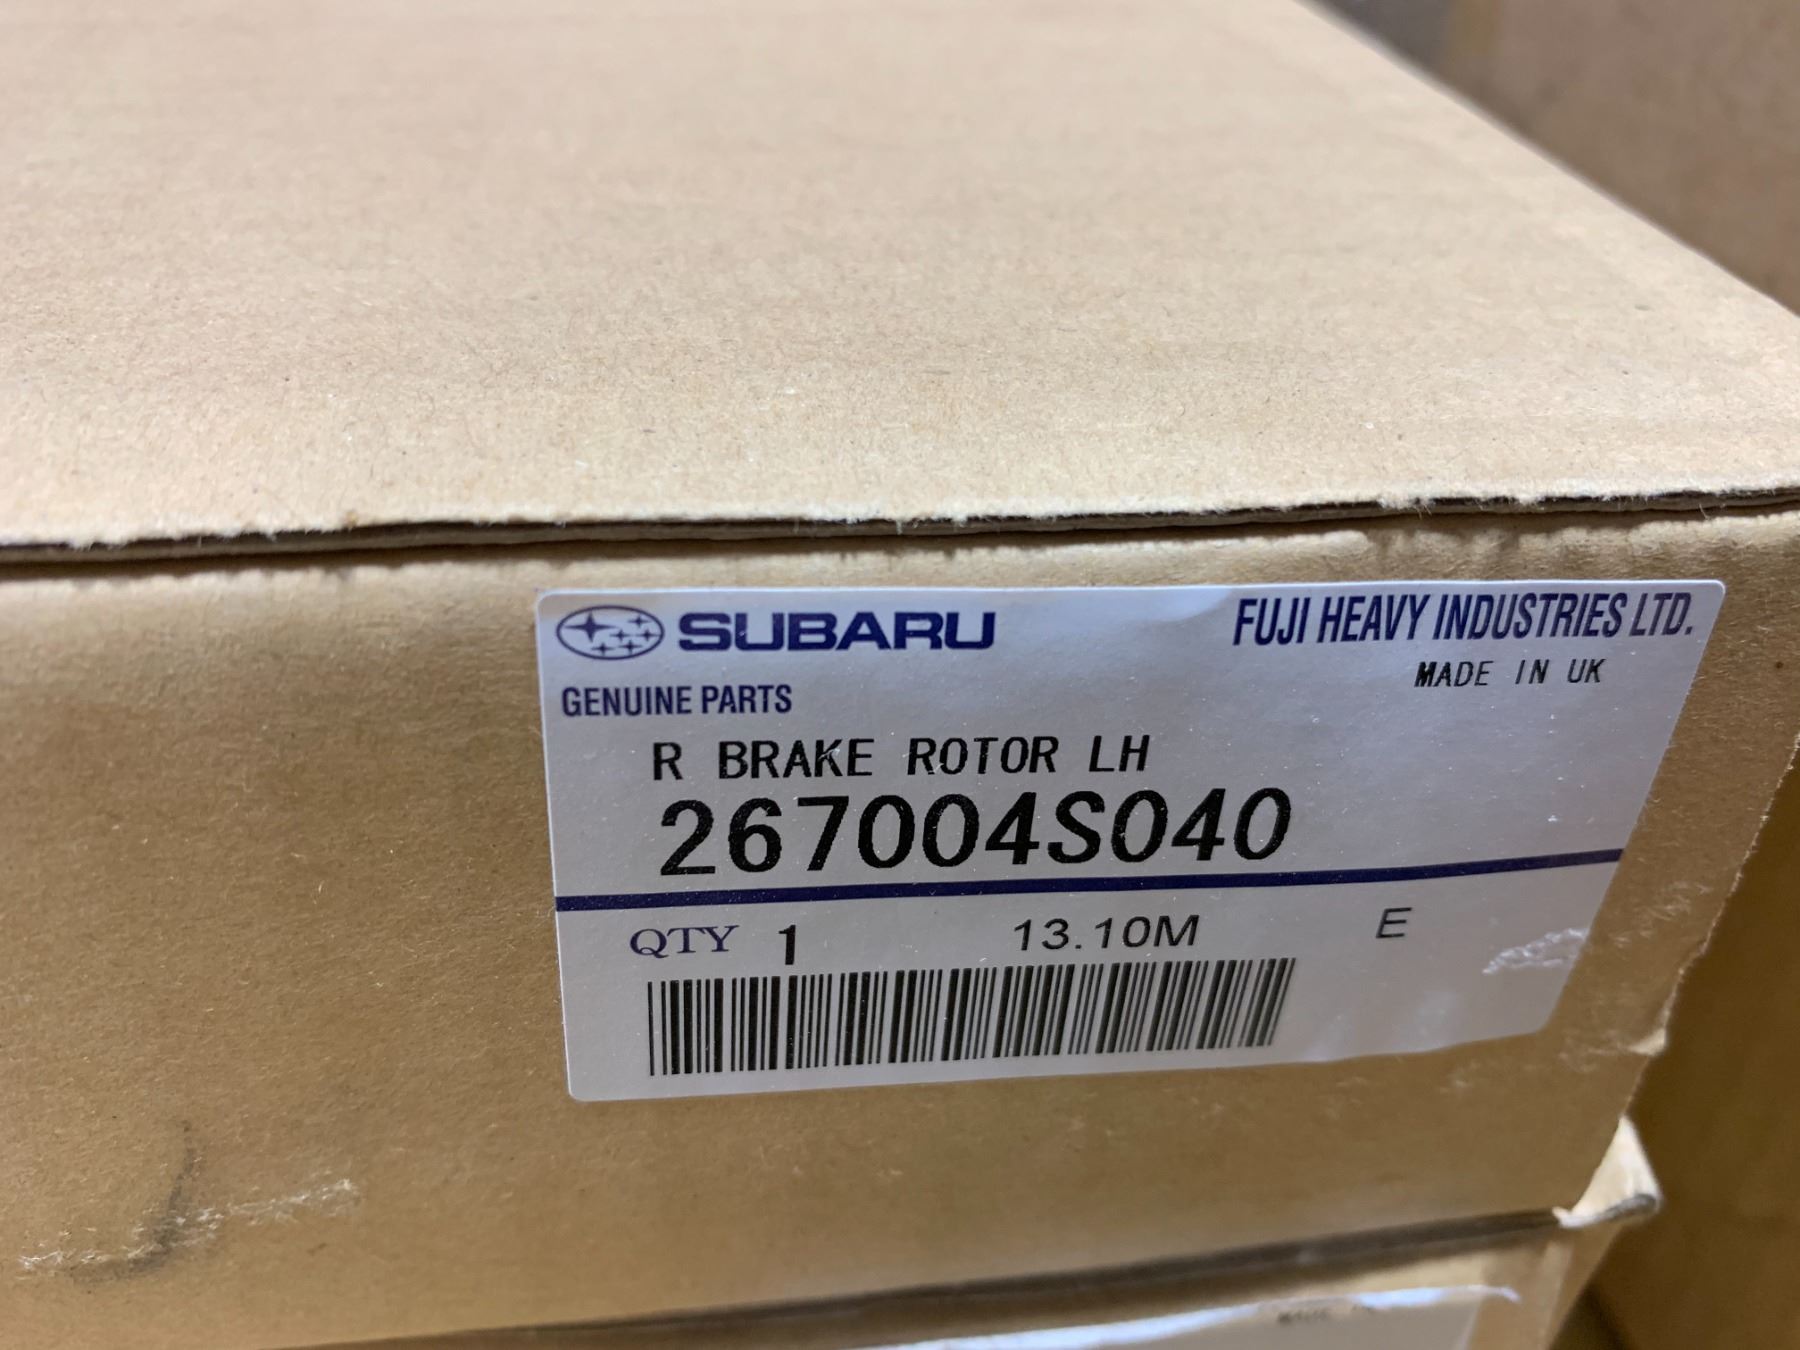 SUBARU
FUJI HEAVY INDUSTRIES LTD.
MADE IN UK
GENUINE PARTS
R BRAKE ROTOR LH
267004S040
QTY 1 13.10M E